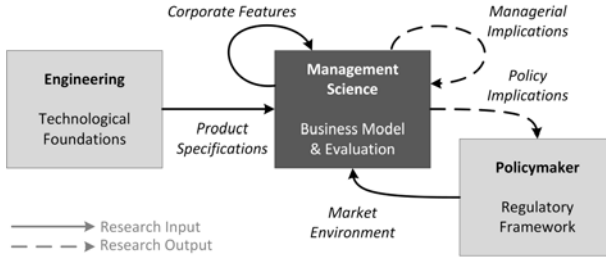 Corporate Features
Managerial
Implications
Engineering
Technological
Foundations
Management
Science
Business Model
& Evaluation
Policy
Implications
Product
Specifications
Policymaker
Regulatory
Framework
Market
Environment
Research Input
Research Output